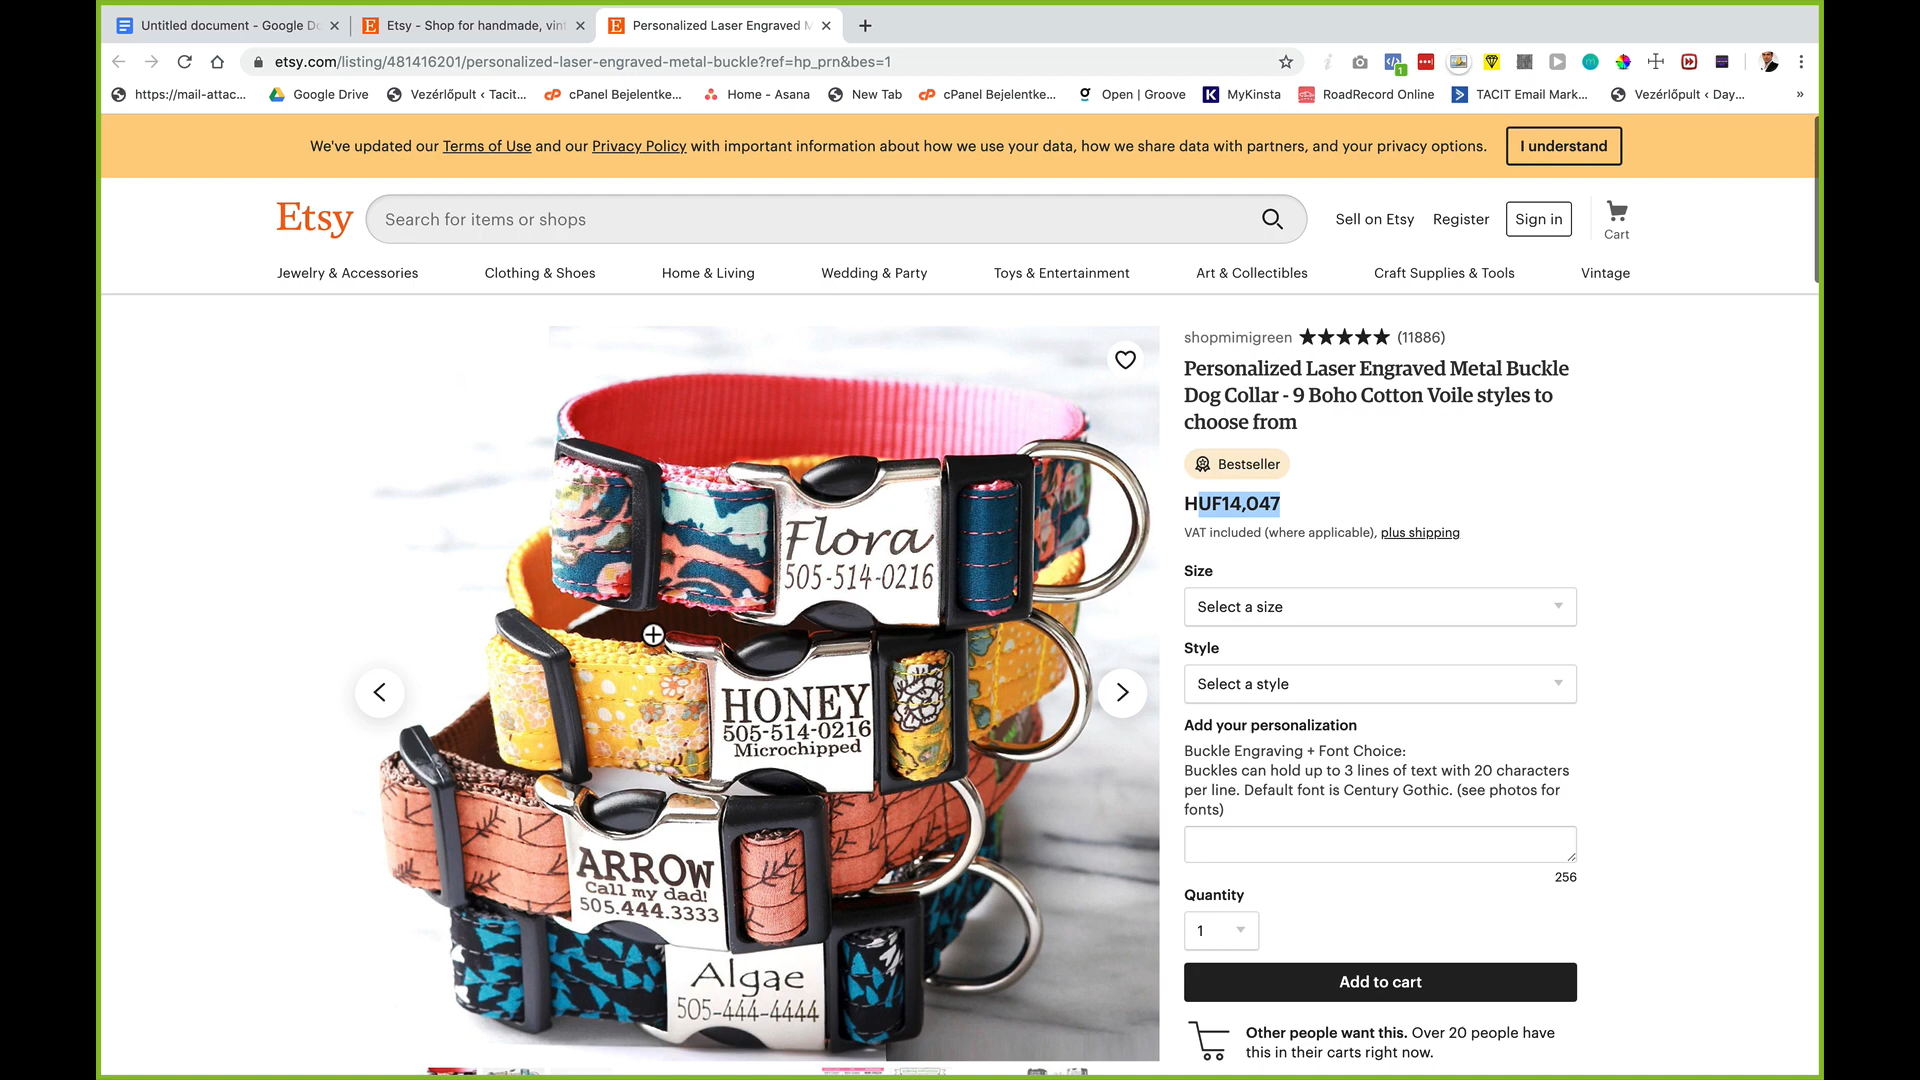 Untitled document - Google Do
Etsy - Shop for handmade, vint
Personalized Laser Engraved M
etsy.com/listing/481416201/personalized-laser-engraved-metal-buckle?ref=hp_prn&bes=1
https://mail-attac...
Google Drive
Vezérlőpult ‹ Tacit...
cPanel Bejelentke...
Home - Asana
New Tab
cPanel Bejelentke...
Open | Groove
MyKinsta
RoadRecord Online
TACIT Email Mark...
Vezérlőpult ‹ Day...
»
We've updated our Terms of Use and our Privacy Policy with important information about how we use your data, how we share data with partners, and your privacy options.
I understand
Etsy
Search for items or shops
Sell on Etsy
Register
Sign in
Cart
Jewelry & Accessories
Clothing & Shoes
Home & Living
Wedding & Party
Toys & Entertainment
Art & Collectibles
Craft Supplies & Tools
Vintage
Flora
505-514-0216
HONEY
505-514-0216
Microchipped
ARROW
Call my dad!
505.444.3333
Algae
505-444-4444
shopmimigreen ★★★★★ (11886)
Personalized Laser Engraved Metal Buckle
Dog Collar - 9 Boho Cotton Voile styles to
choose from
Bestseller
HUF14,047
VAT included (where applicable), plus shipping
Size
Select a size
Style
Select a style
Add your personalization
Buckle Engraving + Font Choice:
Buckles can hold up to 3 lines of text with 20 characters
per line. Default font is Century Gothic. (see photos for
fonts)
256
Quantity
1
Add to cart
Other people want this. Over 20 people have
this in their carts right now.